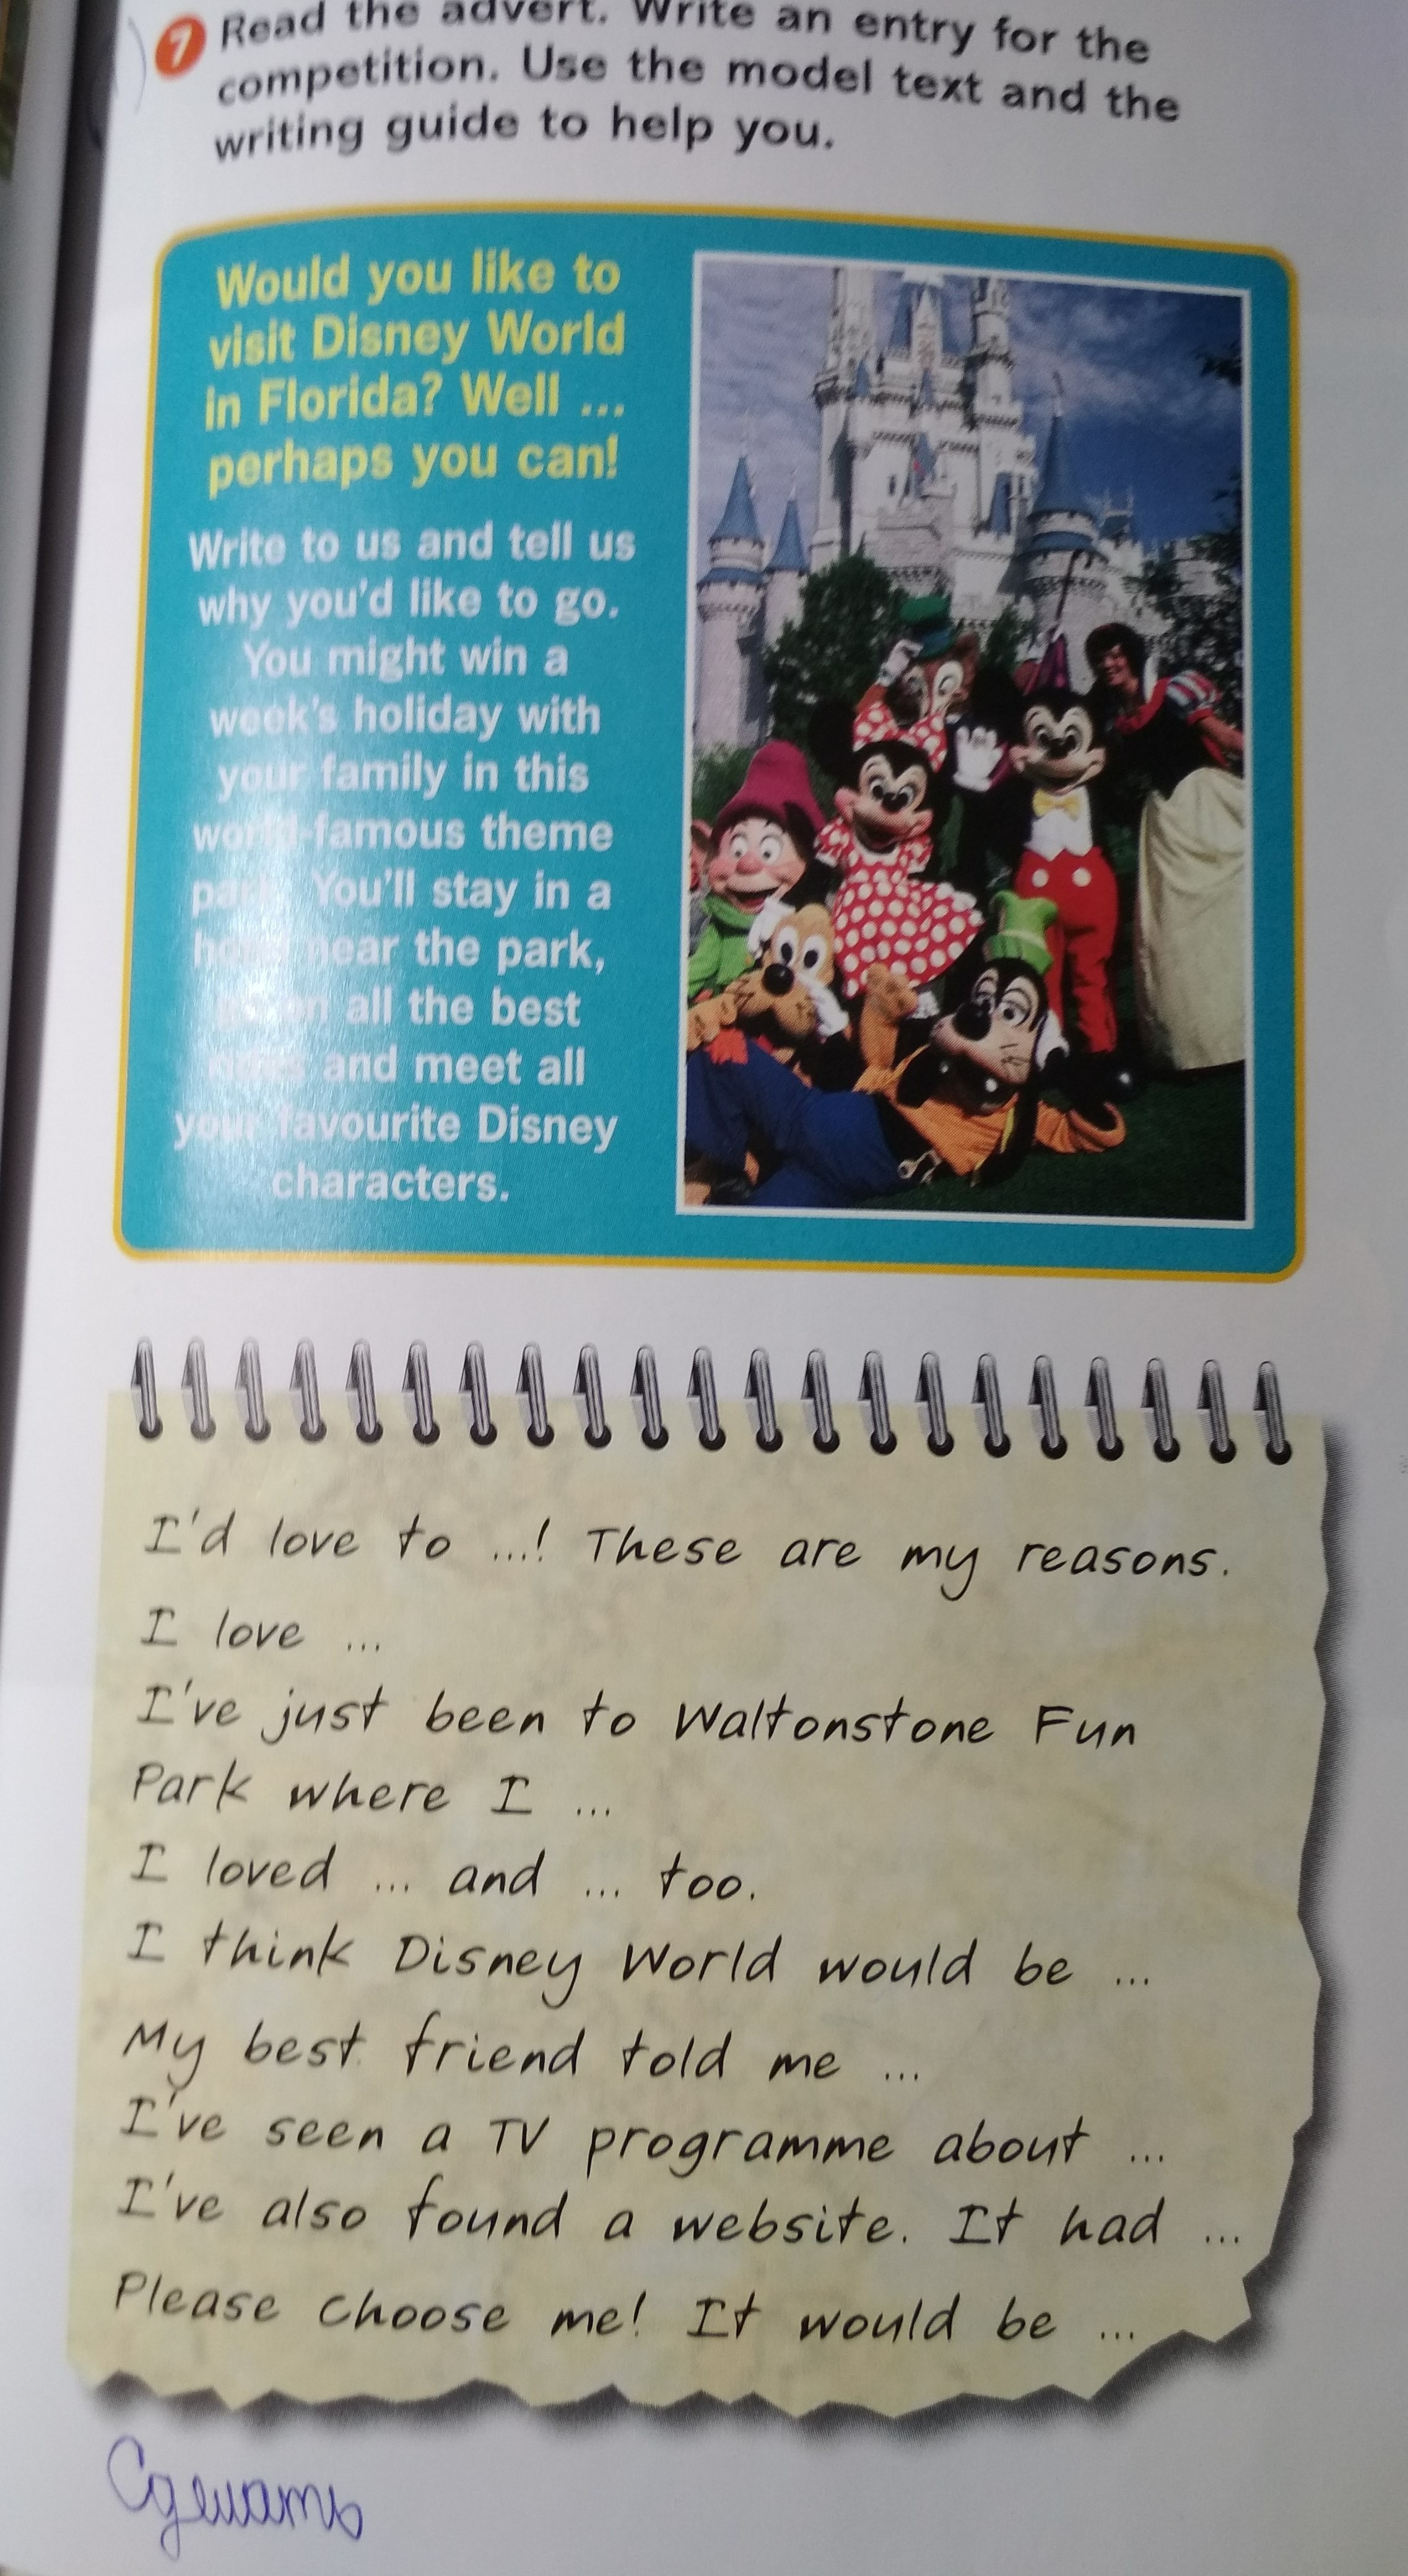 7 Read the advert. Write an entry for the
competition. Use the model text and the
writing guide to help you.
Would you like to
visit Disney World
in Florida? Well ...
perhaps you can!
Write to us and tell us
why you'd like to go.
You might win a
week's holiday with
your family in this
world-famous theme
park. You'll stay in a
hotel near the park,
all the best
rides and meet all
your favourite Disney
characters.
I'd love to ...! These are my reasons.
I love ...
I've just been to Waltonstone Fun
Park where I ...
I loved ... and ... too.
I think Disney World would be ...
My best friend told me ...
I've seen a TV programme about ...
I've also found a website. It had ...
Please choose me! It would be ...
Сделать